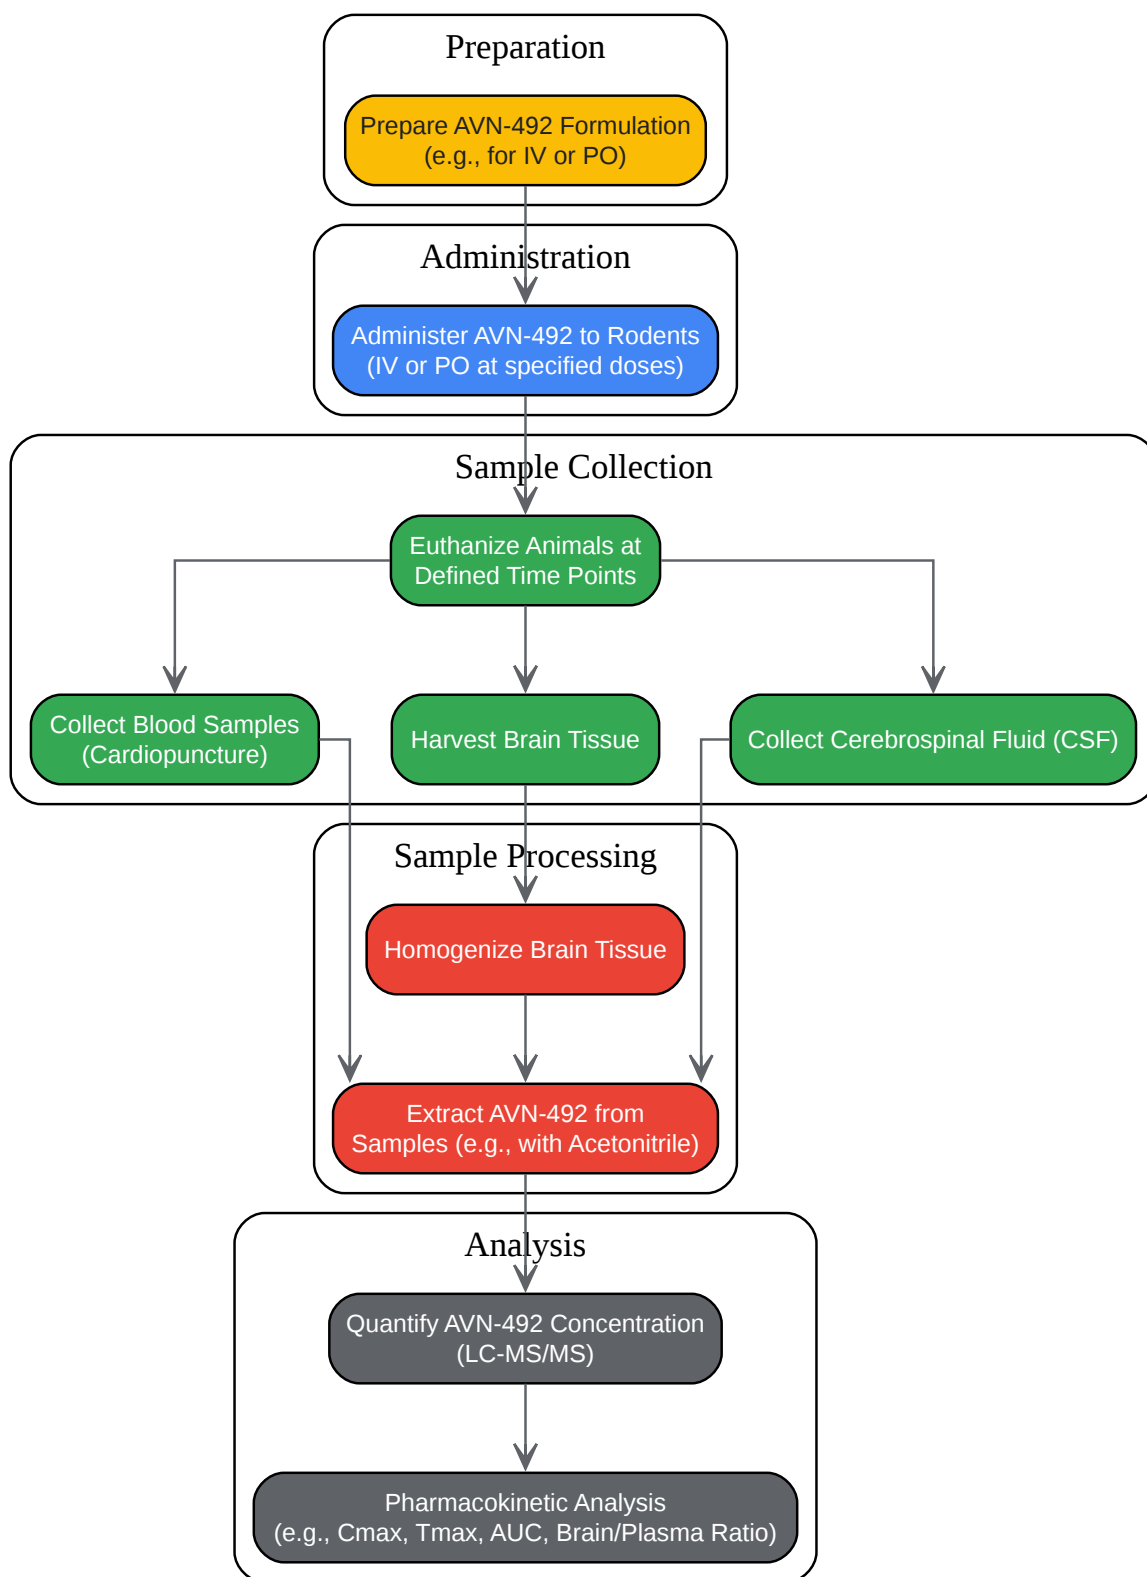 Preparation
Prepare AVN-492 Formulation
(e.g., for IV or PO)
Administration
Administer AVN-492 to Rodents
(IV or PO at specified doses)
Sample Collection
Euthanize Animals at
Defined Time Points
Collect Blood Samples
(Cardiopuncture)
Harvest Brain Tissue
Collect Cerebrospinal Fluid (CSF)
Sample Processing
Homogenize Brain Tissue
Extract AVN-492 from
Samples (e.g., with Acetonitrile)
Analysis
Quantify AVN-492 Concentration
(LC-MS/MS)
Pharmacokinetic Analysis
(e.g., Cmax, Tmax, AUC, Brain/Plasma Ratio)